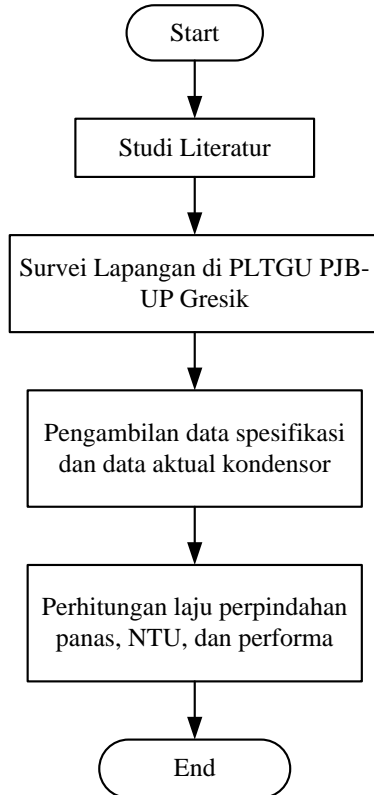 Start
Studi Literatur
Survei Lapangan di PLTGU PJB-
UP Gresik
Pengambilan data spesifikasi
dan data aktual kondensor
Perhitungan laju perpindahan
panas, NTU, dan performa
End